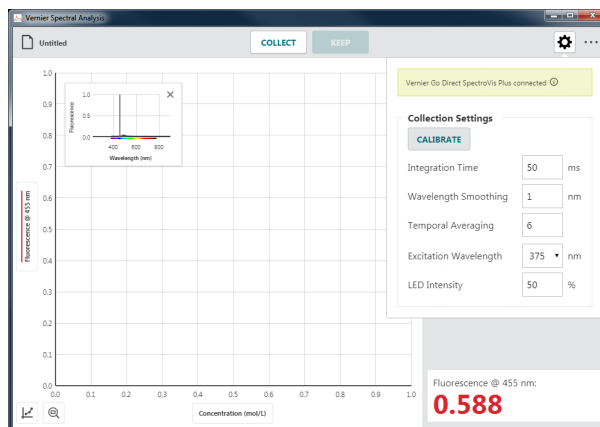 Vernier Spectral Analysis
Untitled
COLLECT
KEEP
Vernier Go Direct SpectroVis Plus connected
Collection Settings
CALIBRATE
Integration Time 50 ms
Wavelength Smoothing 1 nm
Temporal Averaging 6
Excitation Wavelength 375 nm
LED Intensity 50 %
Fluorescence @ 455 nm:
0.588
Fluorescence @ 455 nm
1.0
0.9
0.8
0.7
0.6
0.5
0.4
0.3
0.2
0.1
0.0
Fluorescence
1.0
0.5
0.0
400 600 800
Wavelength (nm)
0.0 0.1 0.2 0.3 0.4 0.5 0.6 0.7 0.8 0.9 1.0
Concentration (mol/L)